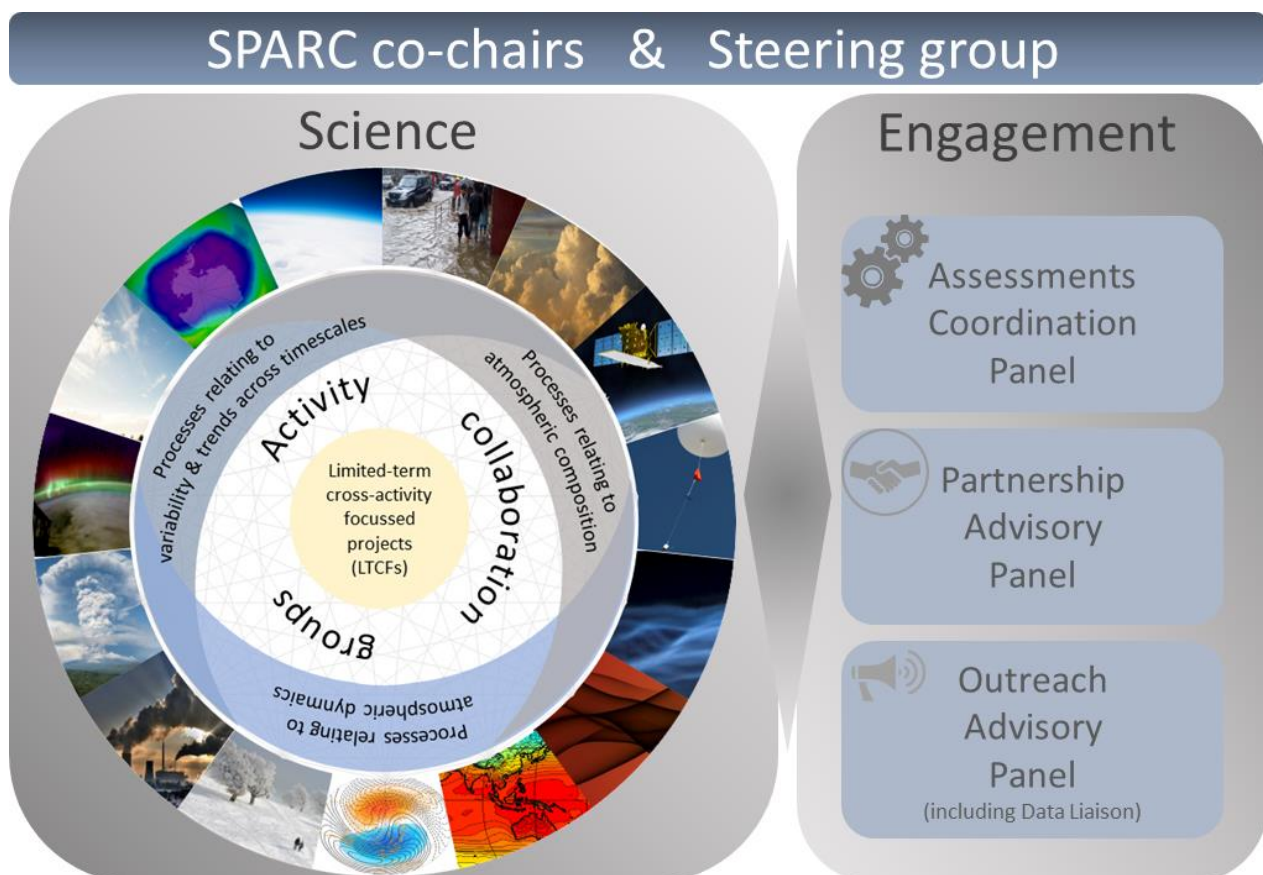 SPARC co-chairs & Steering group
Science
Processes relating to
variability & trends across timescales
Processes relating to
atmospheric composition
Processes relating to
atmospheric dynmaics
Activity
collaboration
groups
Limited-term
cross-activity
focussed
projects
(LTCFs)
Engagement
Assessments
Coordination
Panel
Partnership
Advisory
Panel
Outreach
Advisory
Panel
(including Data Liaison)